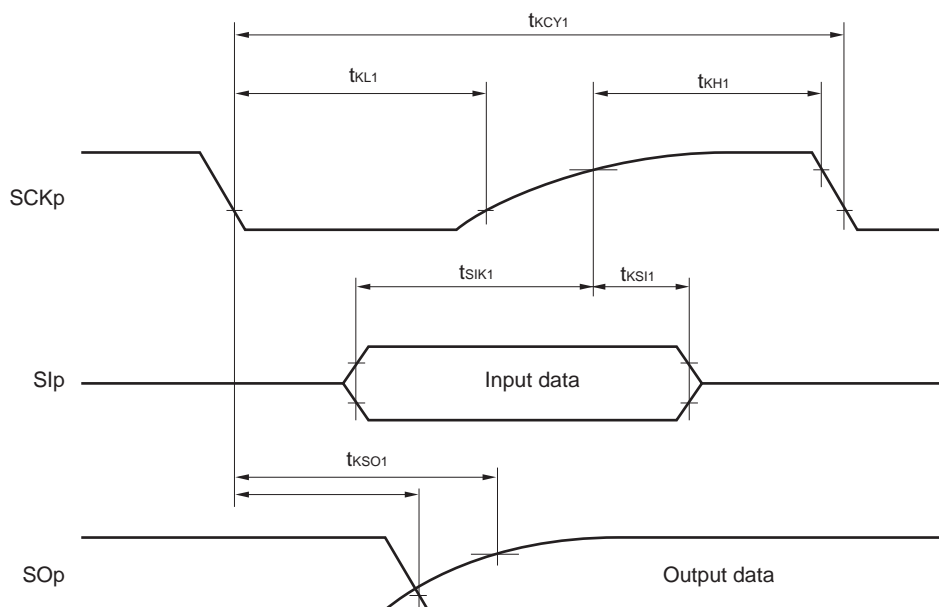 tKCY1
tKL1
tKH1
SCKp
tSIK1
tKSI1
SIp
Input data
tKSO1
SOp
Output data